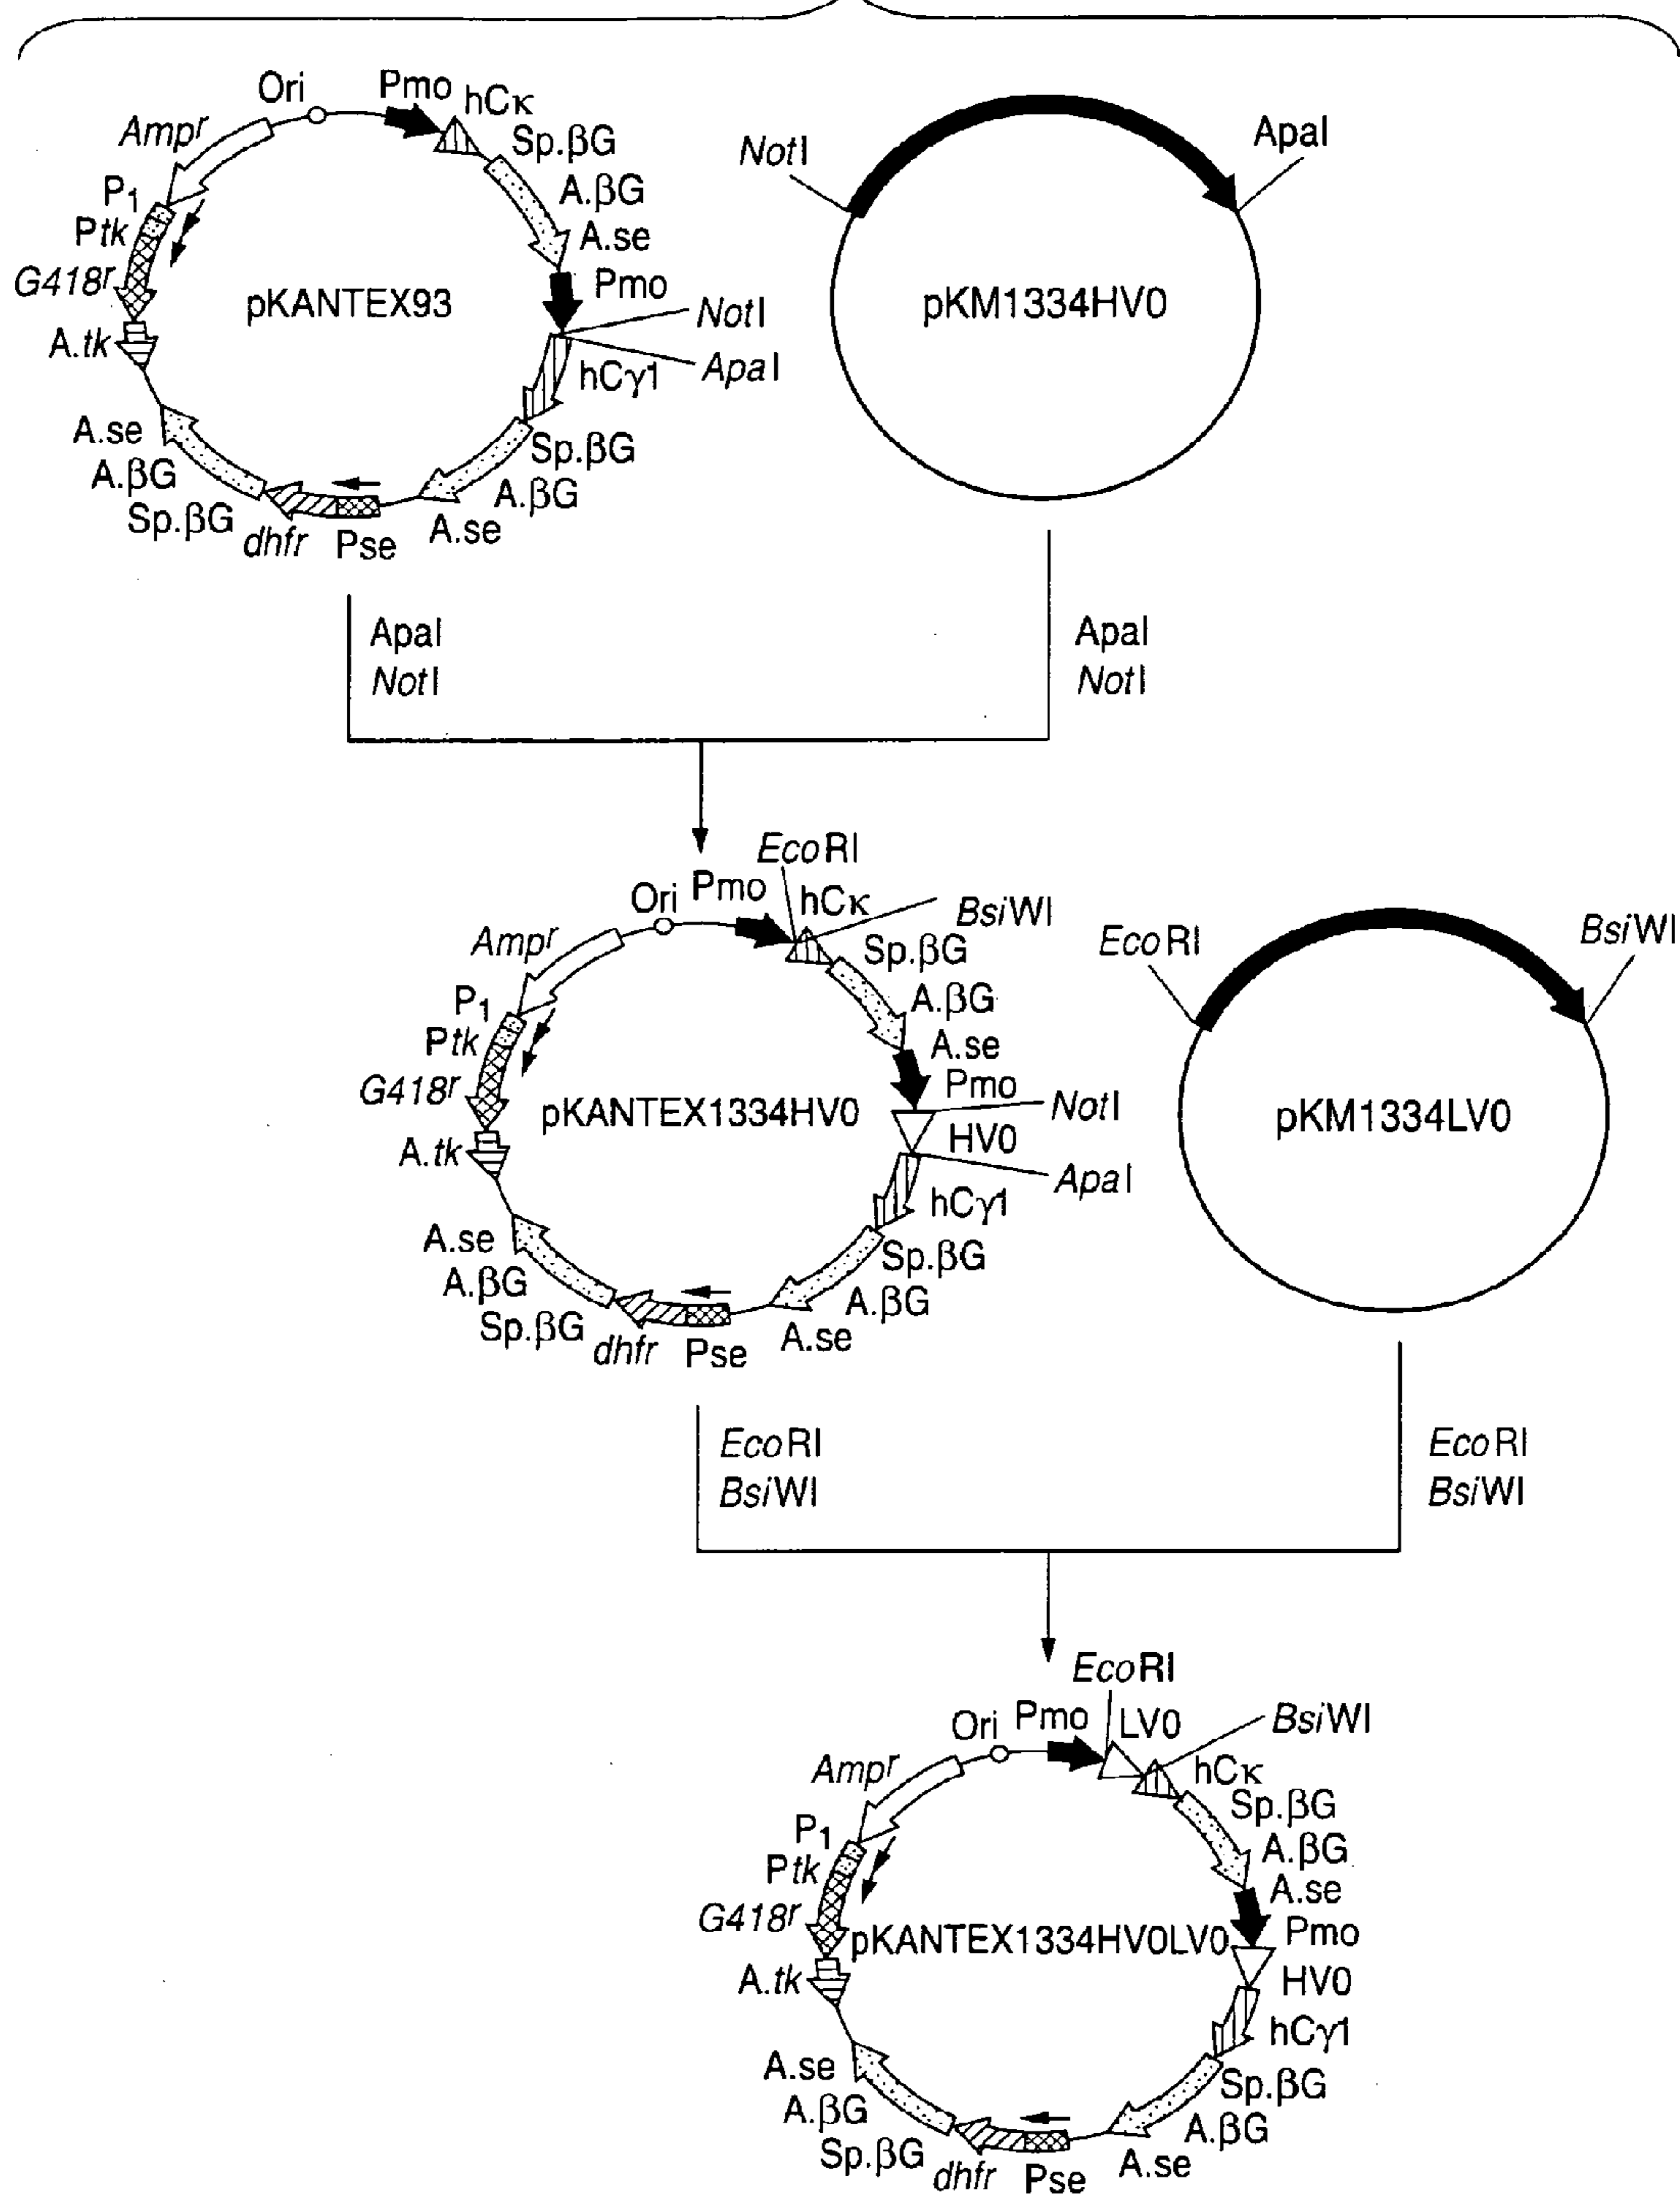 Ori
Pmo
hCκ
Ampr
Sp.βG
P1
A.βG
Ptk
A.se
G418r
pKANTEX93
Pmo
NotI
A.tk
hCγ1
ApaI
A.se
Sp.βG
A.βG
A.βG
Sp.βG
dhfr
Pse
A.se
NotI
ApaI
pKM1334HV0
ApaI
NotI
ApaI
NotI
EcoRI
Ori
Pmo
hCκ
BsiWI
Ampr
Sp.βG
P1
A.βG
Ptk
A.se
G418r
pKANTEX1334HV0
Pmo
NotI
HV0
A.tk
ApaI
hCγ1
A.se
Sp.βG
A.βG
A.βG
Sp.βG
dhfr
Pse
A.se
EcoRI
BsiWI
pKM1334LV0
EcoRI
BsiWI
EcoRI
BsiWI
EcoRI
Ori
Pmo
LV0
BsiWI
Ampr
hCκ
Sp.βG
P1
A.βG
Ptk
A.se
G418r
pKANTEX1334HV0LV0
Pmo
HV0
A.tk
hCγ1
A.se
Sp.βG
A.βG
A.βG
Sp.βG
dhfr
Pse
A.se